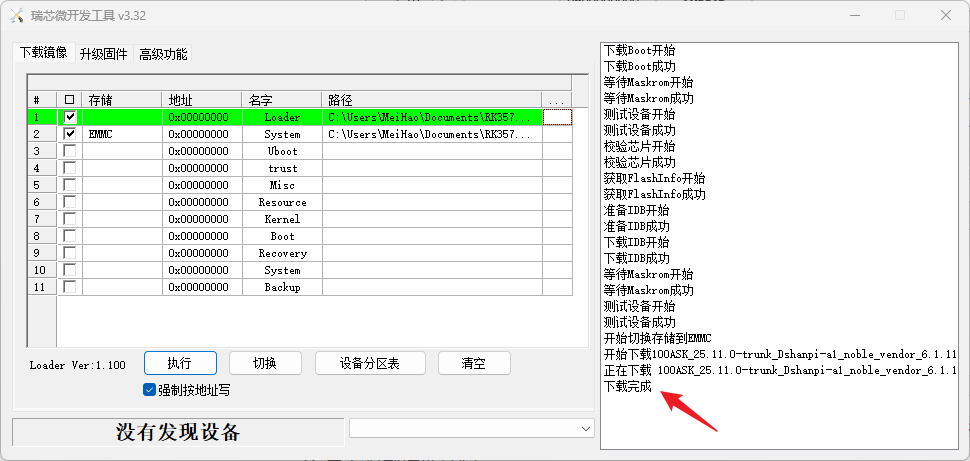 瑞芯微开发工具 v3.32
下载镜像 升级固件 高级功能
# 存储 地址 名字 路径 ...
1 0x00000000 Loader C:\Users\MeiHao\Documents\RK357...
2 EMMC 0x00000000 System C:\Users\MeiHao\Documents\RK357...
3 0x00000000 Uboot
4 0x00000000 trust
5 0x00000000 Misc
6 0x00000000 Resource
7 0x00000000 Kernel
8 0x00000000 Boot
9 0x00000000 Recovery
10 0x00000000 System
11 0x00000000 Backup
Loader Ver:1.100 执行 切换 设备分区表 清空
强制按地址写
没有发现设备
下载Boot开始
下载Boot成功
等待Maskrom开始
等待Maskrom成功
测试设备开始
测试设备成功
校验芯片开始
校验芯片成功
获取FlashInfo开始
获取FlashInfo成功
准备IDB开始
准备IDB成功
下载IDB开始
下载IDB成功
等待Maskrom开始
等待Maskrom成功
测试设备开始
测试设备成功
开始切换存储到EMMC
开始下载100ASK_25.11.0-trunk_Dshanpi-a1_noble_vendor_6.1.11
正在下载 100ASK_25.11.0-trunk_Dshanpi-a1_noble_vendor_6.1.1
下载完成